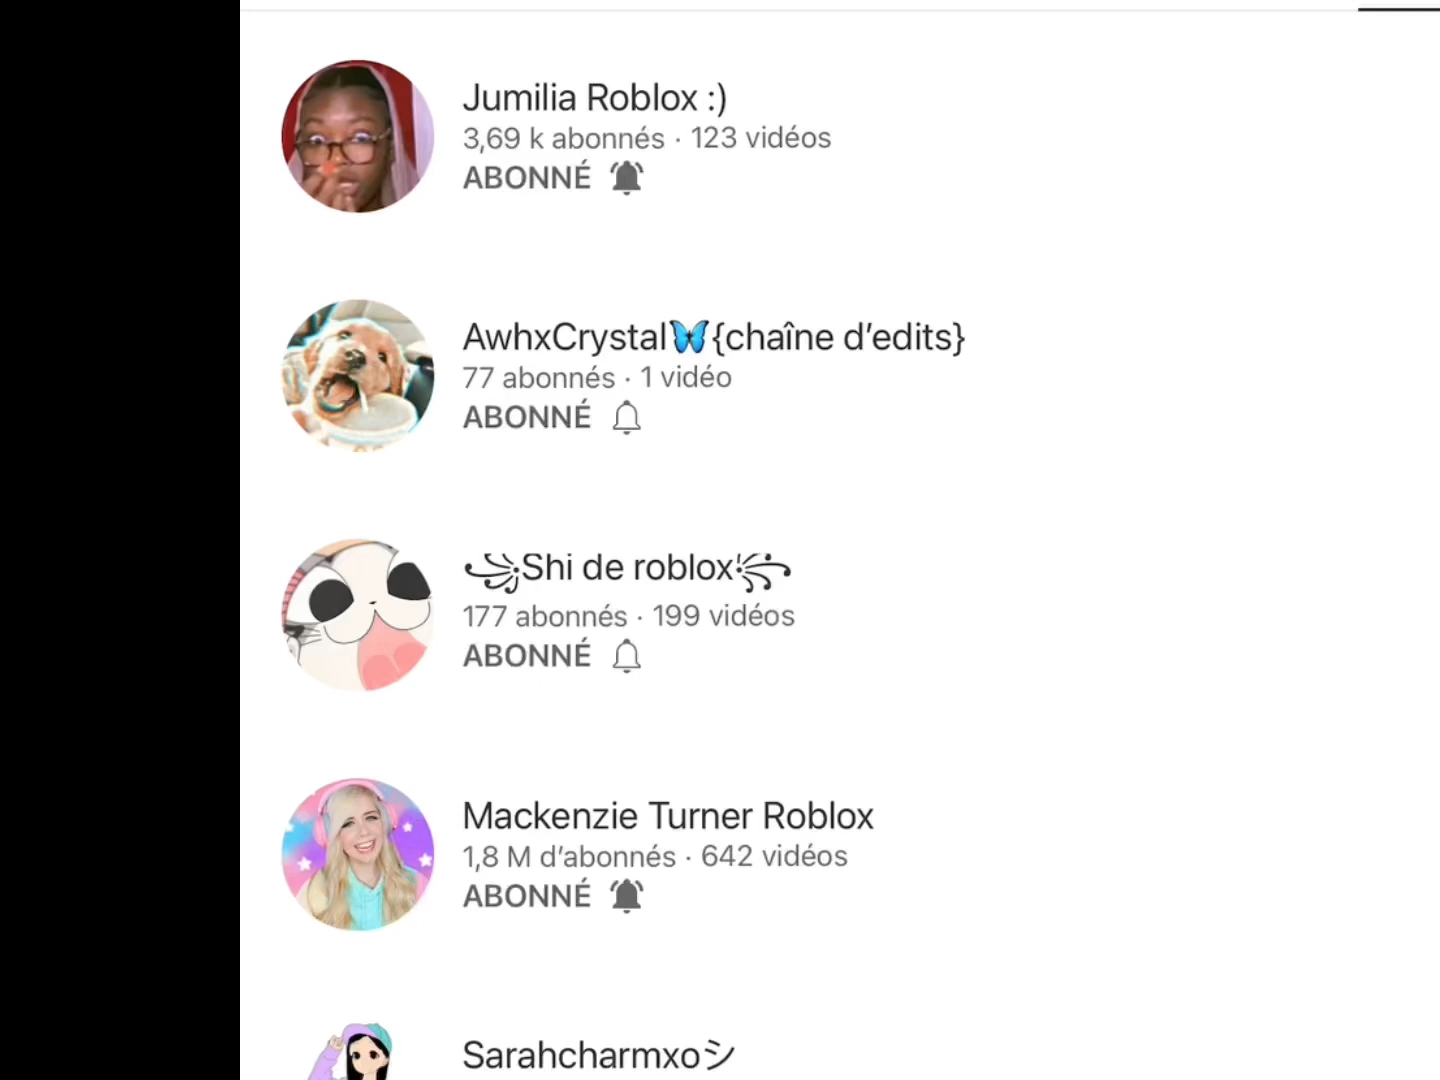 Jumilia Roblox :)
3,69 k abonnés · 123 vidéos
ABONNÉ
AwhxCrystal🦋{chaîne d’edits}
77 abonnés · 1 vidéo
ABONNÉ
꧁Shi de roblox꧂
177 abonnés · 199 vidéos
ABONNÉ
Mackenzie Turner Roblox
1,8 M d’abonnés · 642 vidéos
ABONNÉ
Sarahcharmxoシ